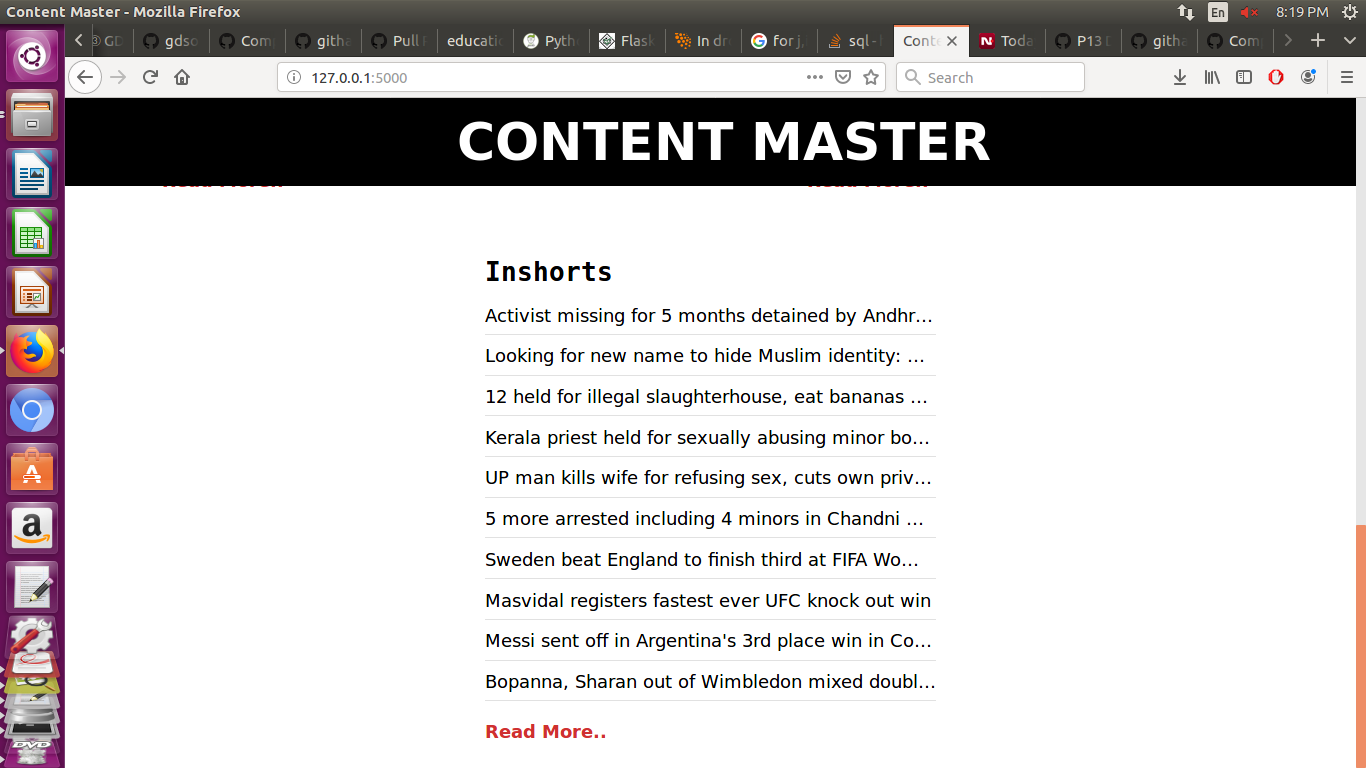 Content Master - Mozilla Firefox
En
8:19 PM
gdso
Com
githa
Pull
educati
Pyth
Flask
In dr
for j,
sql -
Cont
Toda
P13
githa
Com
127.0.0.1:5000
Search
CONTENT MASTER
Inshorts
Activist missing for 5 months detained by Andhr...
Looking for new name to hide Muslim identity: ...
12 held for illegal slaughterhouse, eat bananas ...
Kerala priest held for sexually abusing minor bo...
UP man kills wife for refusing sex, cuts own priv...
5 more arrested including 4 minors in Chandni ...
Sweden beat England to finish third at FIFA Wo...
Masvidal registers fastest ever UFC knock out win
Messi sent off in Argentina's 3rd place win in Co...
Bopanna, Sharan out of Wimbledon mixed doubl...
Read More..